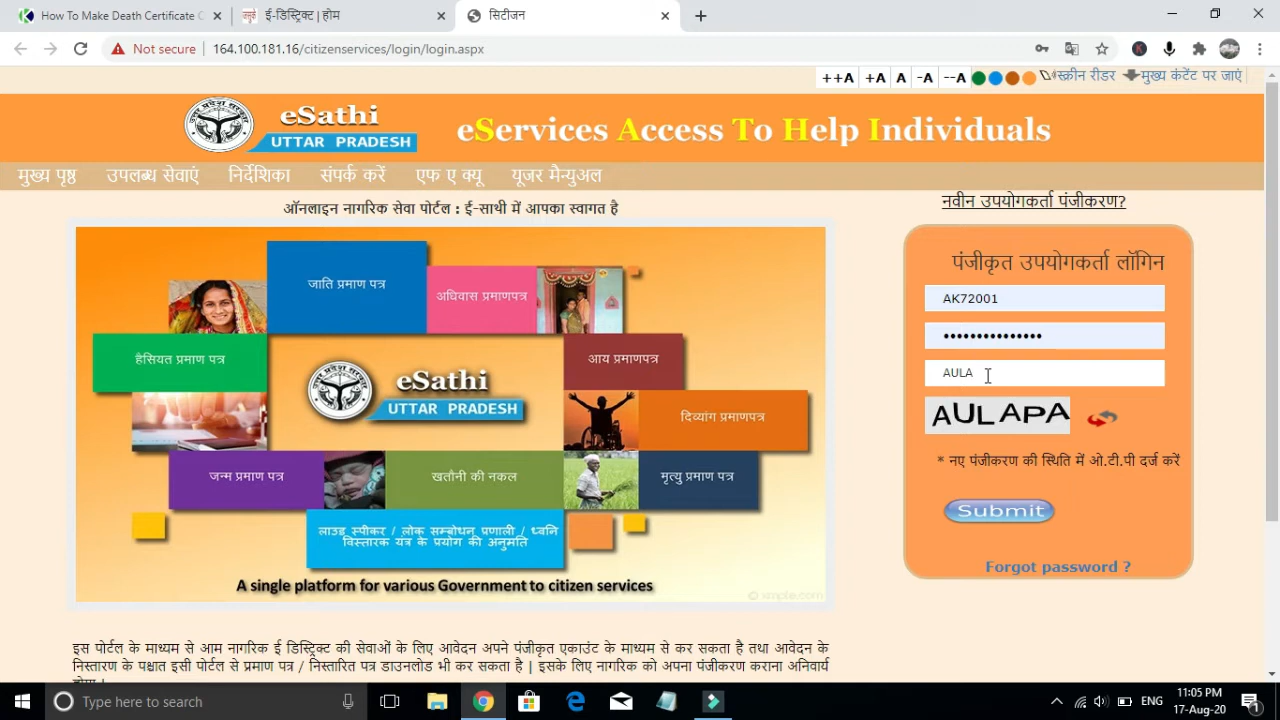 How To Make Death Certificate C
ई-डिस्ट्रिक्ट | होम
सिटीजन
Not secure | 164.100.181.16/citizenservices/login/login.aspx
++A +A A -A --A स्क्रीन रीडर मुख्य कंटेंट पर जाएं
eSathi
UTTAR PRADESH
eServices Access To Help Individuals
मुख्य पृष्ठ उपलब्ध सेवाएं निर्देशिका संपर्क करें एफ ए क्यू यूजर मैन्युअल
ऑनलाइन नागरिक सेवा पोर्टल : ई-साथी में आपका स्वागत है
नवीन उपयोगकर्ता पंजीकरण?
जाति प्रमाण पत्र
अधिवास प्रमाणपत्र
हैसियत प्रमाण पत्र
आय प्रमाणपत्र
eSathi
UTTAR PRADESH
दिव्यांग प्रमाणपत्र
जन्म प्रमाण पत्र
खतौनी की नकल
मृत्यु प्रमाण पत्र
लाउड स्पीकर / लोक सम्बोधन प्रणाली / ध्वनि
विस्तारक यंत्र के प्रयोग की अनुमति
A single platform for various Government to citizen services
पंजीकृत उपयोगकर्ता लॉगिन
AK72001
•••••••••••••••
AULA
AULAPA
* नए पंजीकरण की स्थिति में ओ.टी.पी दर्ज करें
Submit
Forgot password ?
इस पोर्टल के माध्यम से आम नागरिक ई डिस्ट्रिक्ट की सेवाओं के लिए आवेदन अपने पंजीकृत एकाउंट के माध्यम से कर सकता है तथा आवेदन के
निस्तारण के पश्चात इसी पोर्टल से प्रमाण पत्र / निस्तारित पत्र डाउनलोड भी कर सकता है | इसके लिए नागरिक को अपना पंजीकरण कराना अनिवार्य
Type here to search
ENG
11:05 PM
17-Aug-20